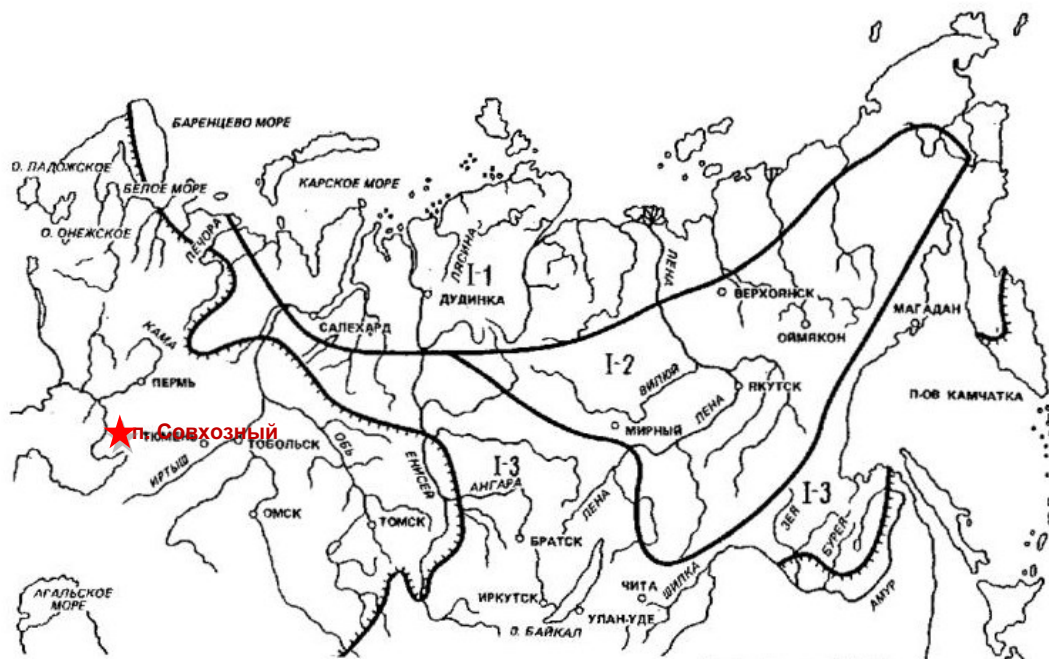 БАРЕНЦЕВО МОРЕ
О. ЛАДОЖСКОЕ
БЕЛОЕ МОРЕ
КАРСКОЕ МОРЕ
О. ОНЕЖСКОЕ
ПЕЧОРА
ЛЯСИНА
I-1
ДУДИНКА
ЛЕНА
ВЕРХОЯНСК
МАГАДАН
ОЙМЯКОН
САЛЕХАРД
КАМА
I-2
ПЕРМЬ
ВИЛЮЙ
ЯКУТСК
П-ОВ КАМЧАТКА
ЛЕНА
МИРНЫЙ
п. Совхозный
ТЮМЕНЬ
ТОБОЛЬСК
ОБЬ
ИРТЫШ
ЕНИСЕЙ
I-3
АНГАРА
ЛЕНА
I-3
ЗЕЯ
БУРЕЯ
ОМСК
ТОМСК
БРАТСК
АРАЛЬСКОЕ
МОРЕ
ИРКУТСК
ЧИТА
ШИЛКА
АМУР
УЛАН-УДЕ
О. БАЙКАЛ